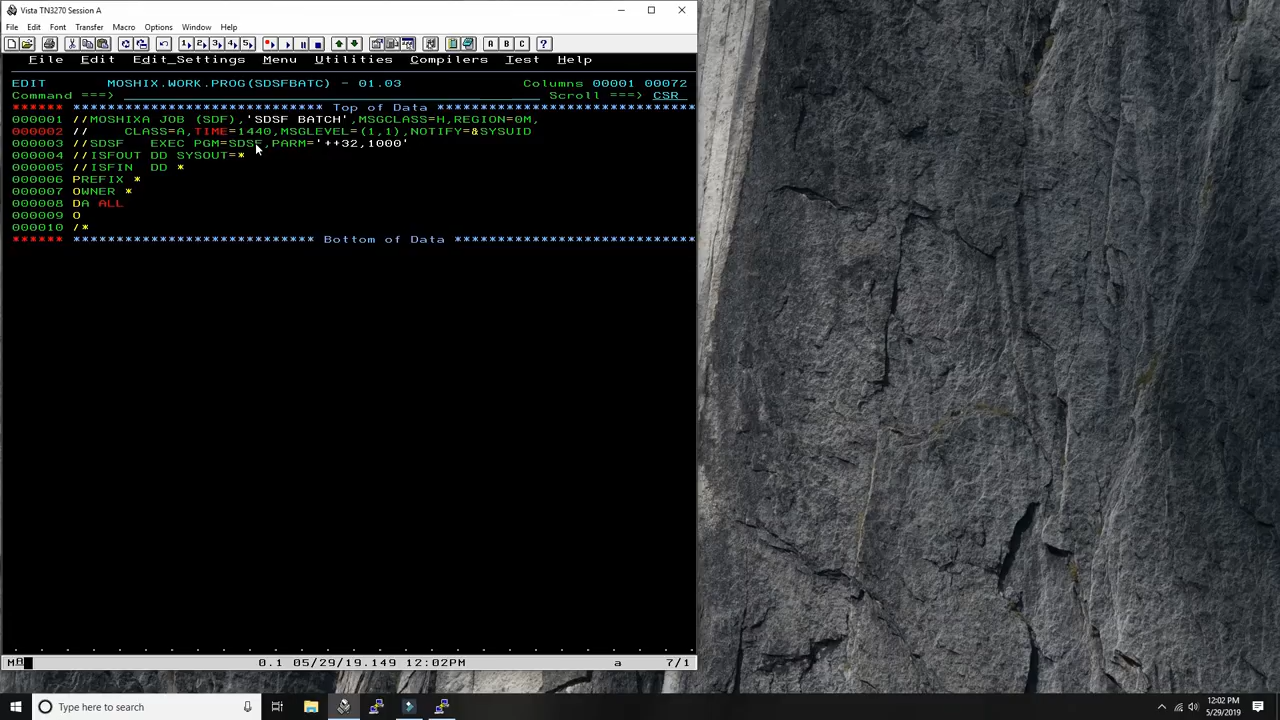 Vista TN3270 Session A
File Edit Font Transfer Macro Options Window Help
1 2 3 4 5 A B C ?
File Edit Edit_Settings Menu Utilities Compilers Test Help
EDIT MOSHIX.WORK.PROG(SDSFBATC) - 01.03 Columns 00001 00072
Command ===> Scroll ===> CSR
****** **************************** Top of Data ******************************
000001 //MOSHIXA JOB (SDF),'SDSF BATCH',MSGCLASS=H,REGION=0M,
000002 // CLASS=A,TIME=1440,MSGLEVEL=(1,1),NOTIFY=&SYSUID
000003 //SDSF EXEC PGM=SDSF,PARM='++32,1000'
000004 //ISFOUT DD SYSOUT=*
000005 //ISFIN DD *
000006 PREFIX *
000007 OWNER *
000008 DA ALL
000009 O
000010 /*
****** *************************** Bottom of Data ****************************
0.1 05/29/19.149 12:02PM a 7/1
Type here to search
12:02 PM
5/29/2019